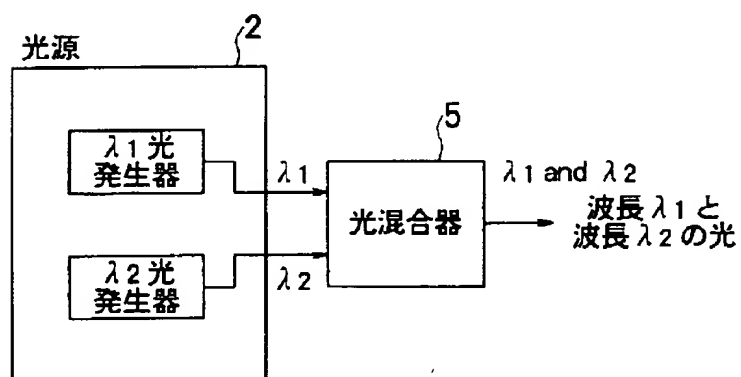 光源
2
λ1光
発生器
λ1
5
光混合器
λ1 and λ2
波長λ1と
波長λ2の光
λ2光
発生器
λ2